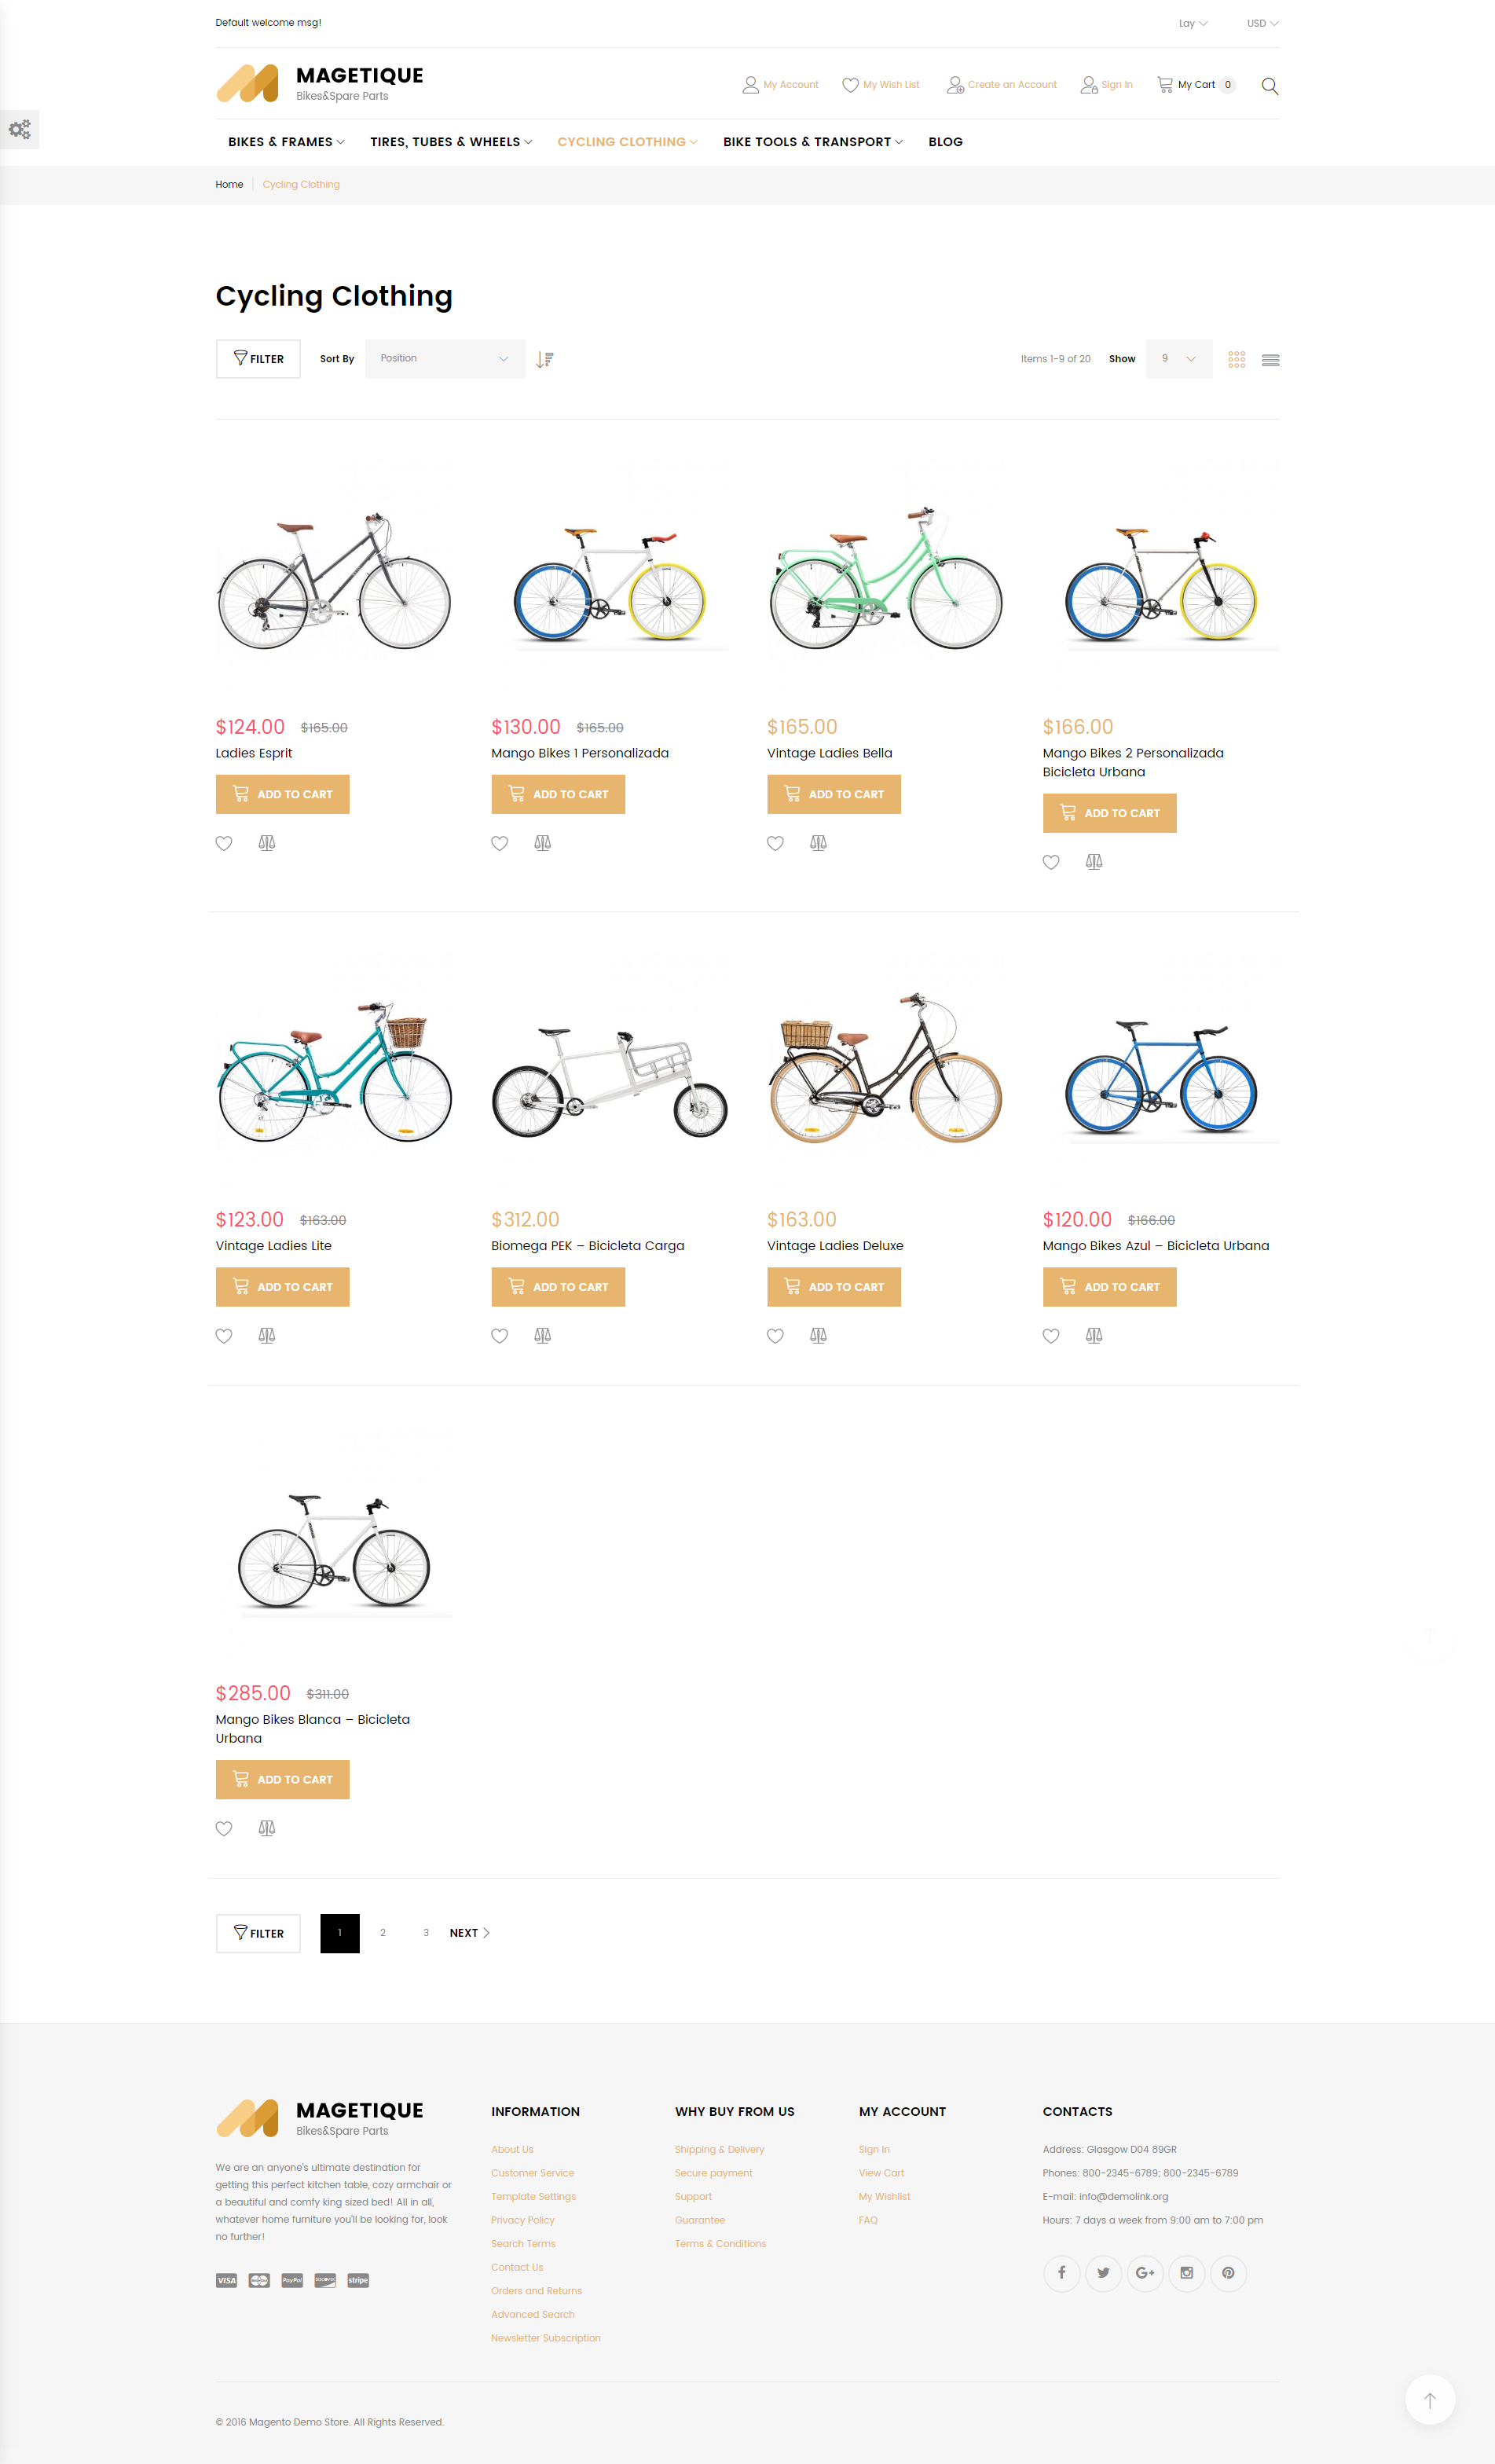 Default welcome msg!
Lay
USD
MAGETIQUE
Bikes&Spare Parts
My Account
My Wish List
Create an Account
Sign In
My Cart 0
BIKES & FRAMES
TIRES, TUBES & WHEELS
CYCLING CLOTHING
BIKE TOOLS & TRANSPORT
BLOG
Home
Cycling Clothing
Cycling Clothing
FILTER
Sort By
Position
Items 1-9 of 20
Show
9
$124.00 $165.00
Ladies Esprit
ADD TO CART
$130.00 $165.00
Mango Bikes 1 Personalizada
ADD TO CART
$165.00
Vintage Ladies Bella
ADD TO CART
$166.00
Mango Bikes 2 Personalizada
Bicicleta Urbana
ADD TO CART
$123.00 $163.00
Vintage Ladies Lite
ADD TO CART
$312.00
Biomega PEK – Bicicleta Carga
ADD TO CART
$163.00
Vintage Ladies Deluxe
ADD TO CART
$120.00 $166.00
Mango Bikes Azul – Bicicleta Urbana
ADD TO CART
$285.00 $311.00
Mango Bikes Blanca – Bicicleta
Urbana
ADD TO CART
FILTER
1
2
3
NEXT
MAGETIQUE
Bikes&Spare Parts
We are an anyone's ultimate destination for
getting this perfect kitchen table, cozy armchair or
a beautiful and comfy king sized bed! All in all,
whatever home furniture you'll be looking for, look
no further!
VISA
PayPal
DISCOVER
stripe
INFORMATION
About Us
Customer Service
Template Settings
Privacy Policy
Search Terms
Contact Us
Orders and Returns
Advanced Search
Newsletter Subscription
WHY BUY FROM US
Shipping & Delivery
Secure payment
Support
Guarantee
Terms & Conditions
MY ACCOUNT
Sign In
View Cart
My Wishlist
FAQ
CONTACTS
Address: Glasgow D04 89GR
Phones: 800-2345-6789; 800-2345-6789
E-mail: info@demolink.org
Hours: 7 days a week from 9:00 am to 7:00 pm
© 2016 Magento Demo Store. All Rights Reserved.